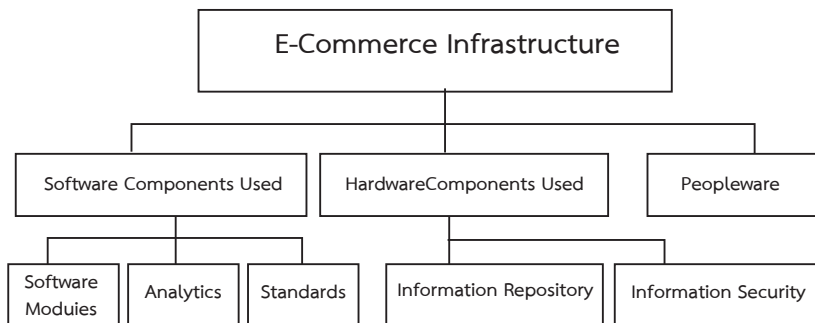 E-Commerce Infrastructure
Software Components Used
HardwareComponents Used
Peopleware
Software
Moduies
Analytics
Standards
Information Repository
Information Security